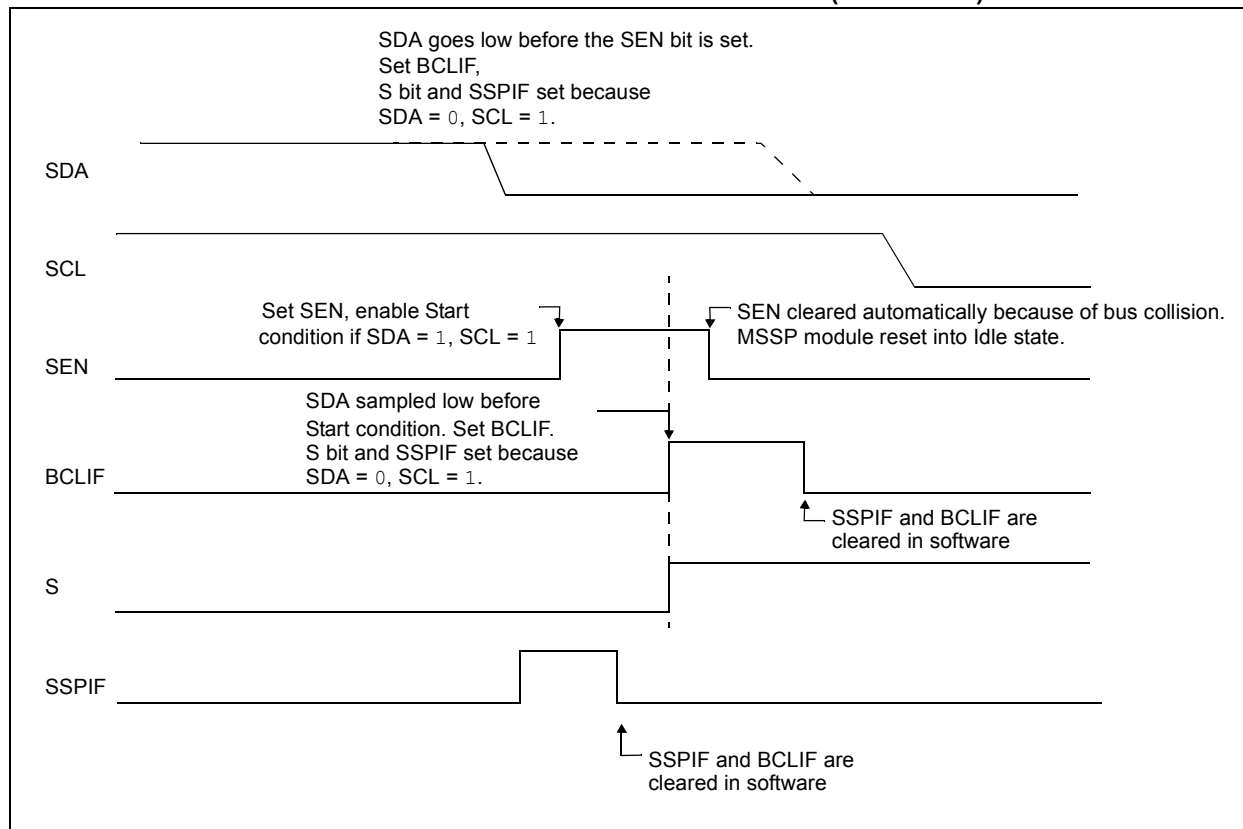 SDA goes low before the SEN bit is set.
Set BCLIF,
S bit and SSPIF set because
SDA = 0, SCL = 1.
SDA
SCL
Set SEN, enable Start
condition if SDA = 1, SCL = 1
SEN cleared automatically because of bus collision.
MSSP module reset into Idle state.
SEN
SDA sampled low before
Start condition. Set BCLIF.
S bit and SSPIF set because
SDA = 0, SCL = 1.
BCLIF
SSPIF and BCLIF are
cleared in software
S
SSPIF
SSPIF and BCLIF are
cleared in software